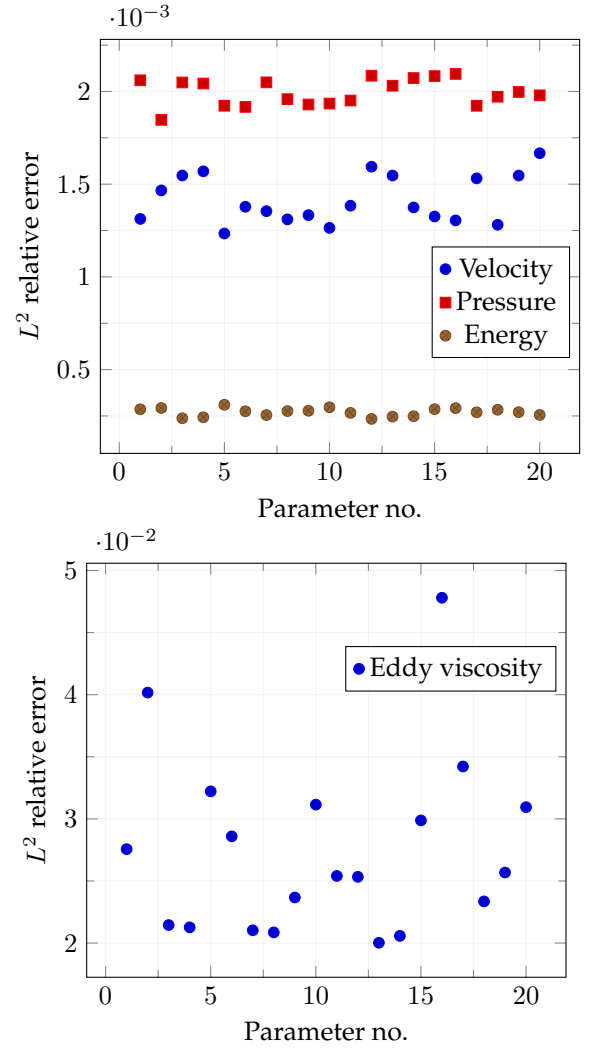 ·10⁻³
2
1.5
1
0.5
L² relative error
Velocity
Pressure
Energy
0 5 10 15 20
Parameter no.
·10⁻²
5
4
3
2
L² relative error
Eddy viscosity
0 5 10 15 20
Parameter no.